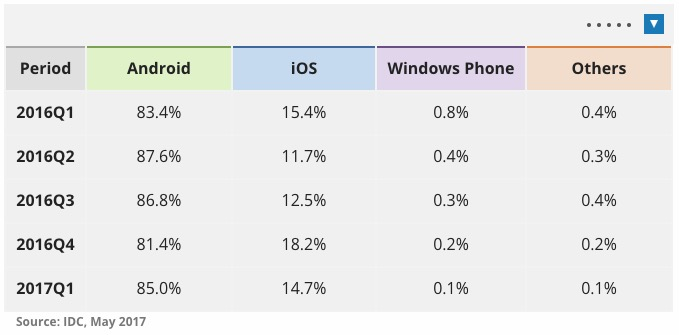 Period Android iOS Windows Phone Others
2016Q1 83.4% 15.4% 0.8% 0.4%
2016Q2 87.6% 11.7% 0.4% 0.3%
2016Q3 86.8% 12.5% 0.3% 0.4%
2016Q4 81.4% 18.2% 0.2% 0.2%
2017Q1 85.0% 14.7% 0.1% 0.1%
Source: IDC, May 2017